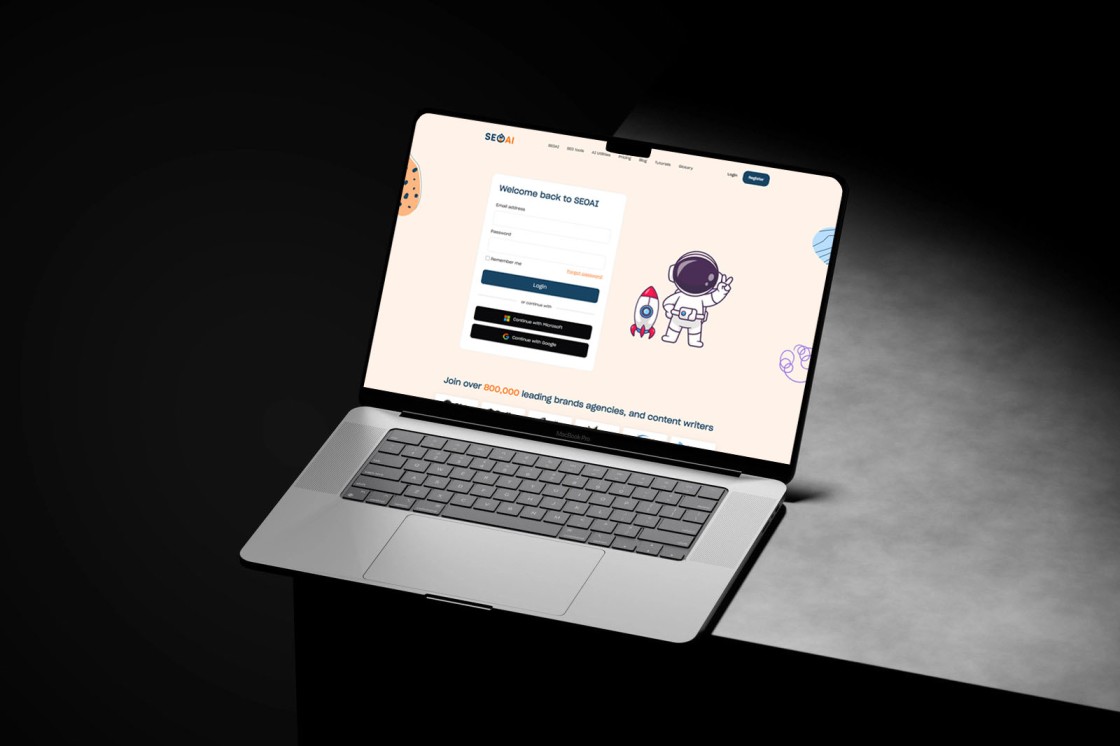 SEOAI
SEOAI SEO Tools AI Utilities Pricing Blog Tutorials Glossary
Login Register
Welcome back to SEOAI
Email address
Password
Remember me
Forgot password?
Login
or continue with
Continue with Microsoft
Continue with Google
Join over 800,000 leading brands agencies, and content writers
MacBook Pro